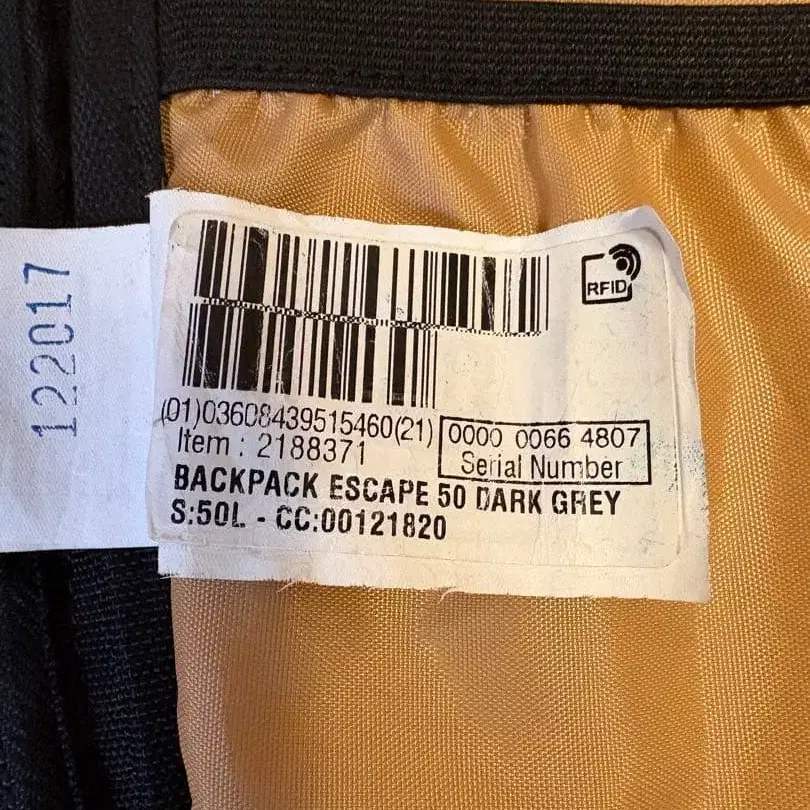 122017
RFID
(01)03608439515460(21)
0000 0066 4807
Item : 2188371
Serial Number
BACKPACK ESCAPE 50 DARK GREY
S:50L - CC:00121820